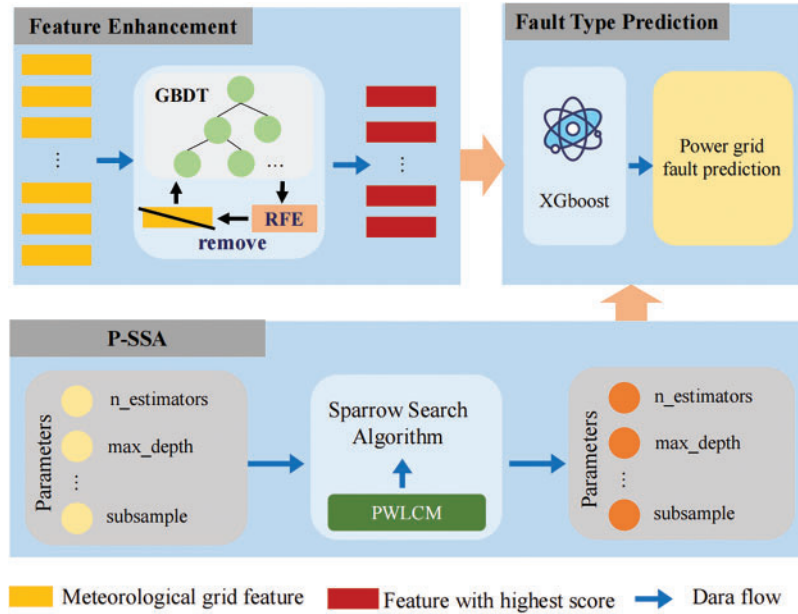 Feature Enhancement
GBDT
...
RFE
remove
⋮
⋮
Fault Type Prediction
XGboost
Power grid
fault prediction
P-SSA
Parameters
n_estimators
max_depth
⋮
subsample
Sparrow Search
Algorithm
PWLCM
Parameters
n_estimators
max_depth
⋮
subsample
Meteorological grid feature
Feature with highest score
Dara flow